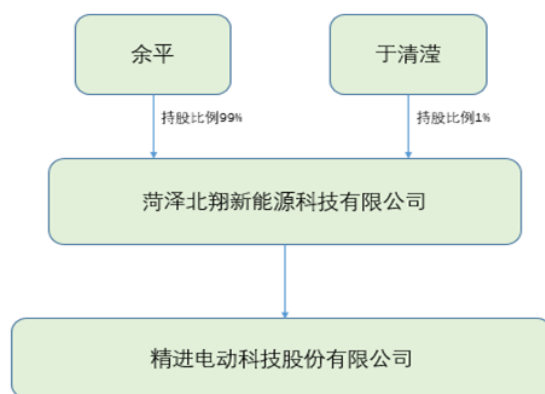 余平
于清滢
持股比例99%
持股比例1%
菏泽北翔新能源科技有限公司
精进电动科技股份有限公司